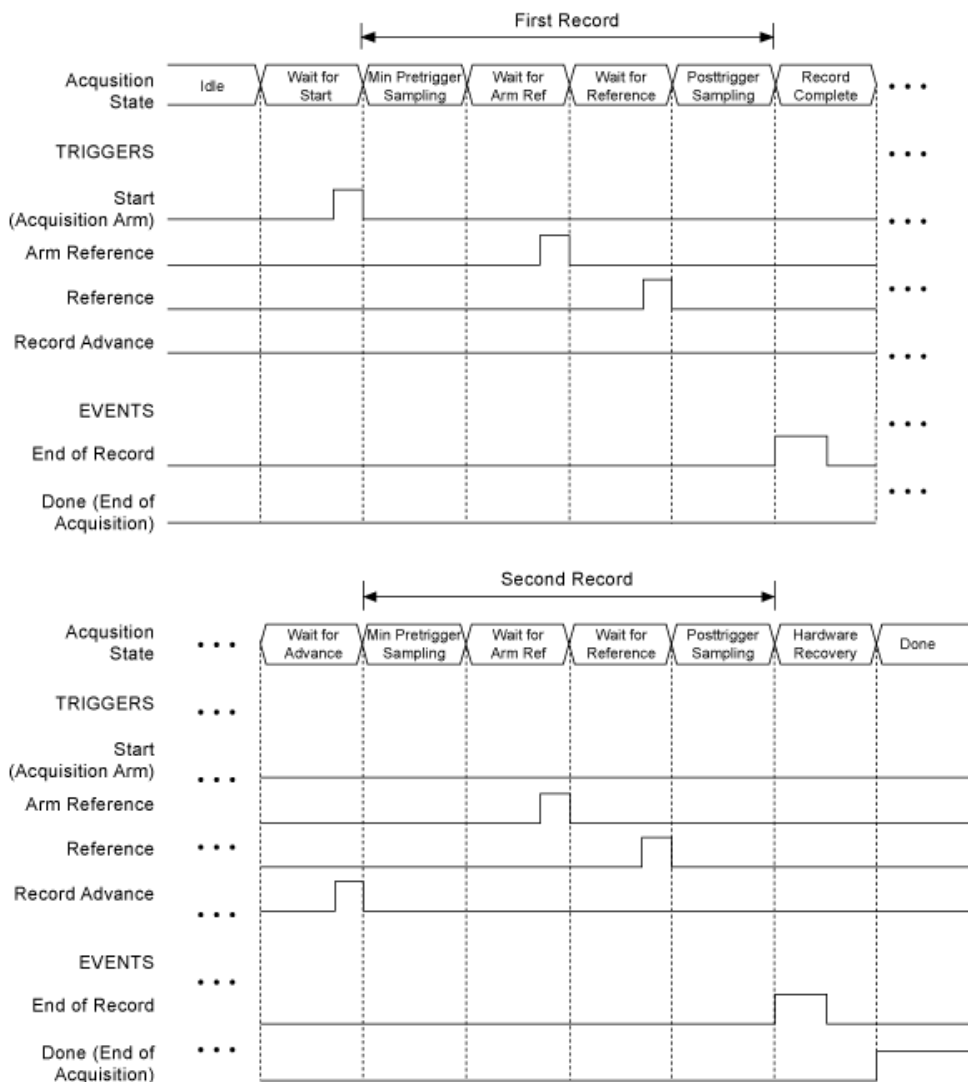 First Record
Acqusition
State
Idle
Wait for
Start
Min Pretrigger
Sampling
Wait for
Arm Ref
Wait for
Reference
Posttrigger
Sampling
Record
Complete
• • •
TRIGGERS
• • •
Start
(Acquisition Arm)
• • •
Arm Reference
Reference
• • •
Record Advance
• • •
EVENTS
• • •
End of Record
• • •
Done (End of
Acquisition)
Second Record
Acqusition
State
• • •
Wait for
Advance
Min Pretrigger
Sampling
Wait for
Arm Ref
Wait for
Reference
Posttrigger
Sampling
Hardware
Recovery
Done
TRIGGERS
• • •
Start
(Acquisition Arm)
• • •
Arm Reference
Reference
• • •
Record Advance
• • •
EVENTS
• • •
End of Record
Done (End of
Acquisition)
• • •